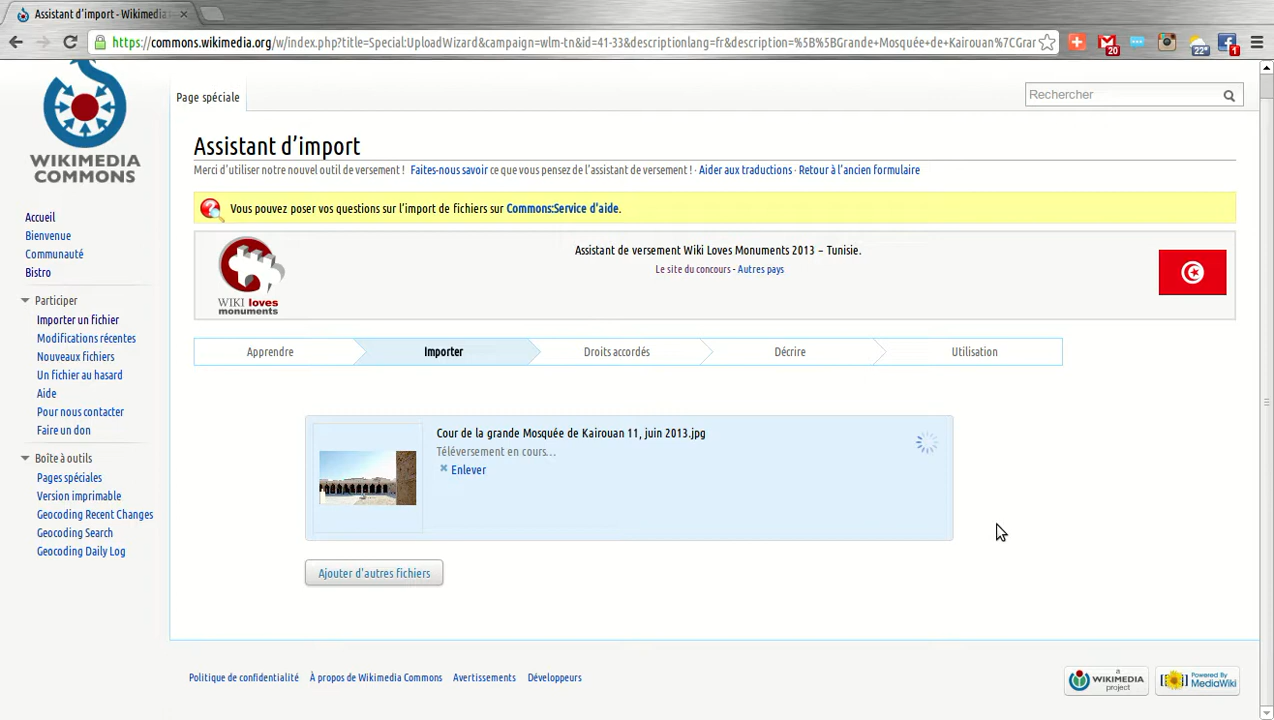 Assistant d'import - Wikimedia
https://commons.wikimedia.org/w/index.php?title=Special:UploadWizard&campaign=wlm-tn&id=41-33&descriptionlang=fr&description=%5B%5BGrande+Mosquée+de+Kairouan%7CGrar
20
22°
1
WIKIMEDIA
COMMONS
Page spéciale
Rechercher
Assistant d'import
Merci d'utiliser notre nouvel outil de versement ! Faites-nous savoir ce que vous pensez de l'assistant de versement ! · Aider aux traductions · Retour à l'ancien formulaire
Vous pouvez poser vos questions sur l'import de fichiers sur Commons:Service d'aide.
WIKI loves
monuments
Assistant de versement Wiki Loves Monuments 2013 – Tunisie.
Le site du concours - Autres pays
Accueil
Bienvenue
Communauté
Bistro
Participer
Importer un fichier
Modifications récentes
Nouveaux fichiers
Un fichier au hasard
Aide
Pour nous contacter
Faire un don
Boîte à outils
Pages spéciales
Version imprimable
Geocoding Recent Changes
Geocoding Search
Geocoding Daily Log
Apprendre
Importer
Droits accordés
Décrire
Utilisation
Cour de la grande Mosquée de Kairouan 11, juin 2013.jpg
Téléversement en cours...
Enlever
Ajouter d'autres fichiers
Politique de confidentialité
À propos de Wikimedia Commons
Avertissements
Développeurs
a
WIKIMEDIA
project
Powered By
MediaWiki